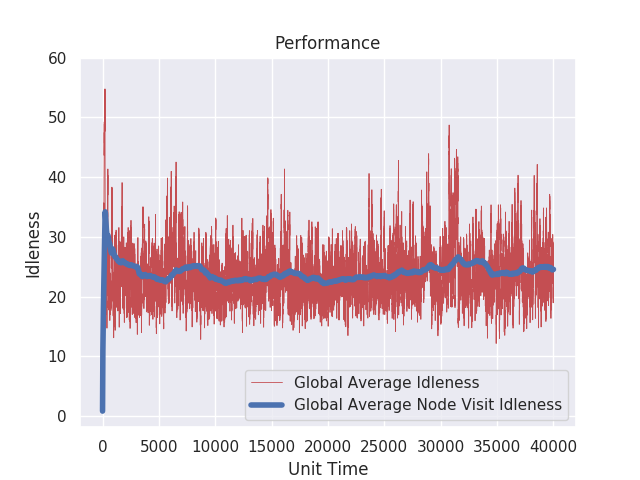 Performance
60
50
40
30
20
10
0
Idleness
Global Average Idleness
Global Average Node Visit Idleness
0 5000 10000 15000 20000 25000 30000 35000 40000
Unit Time